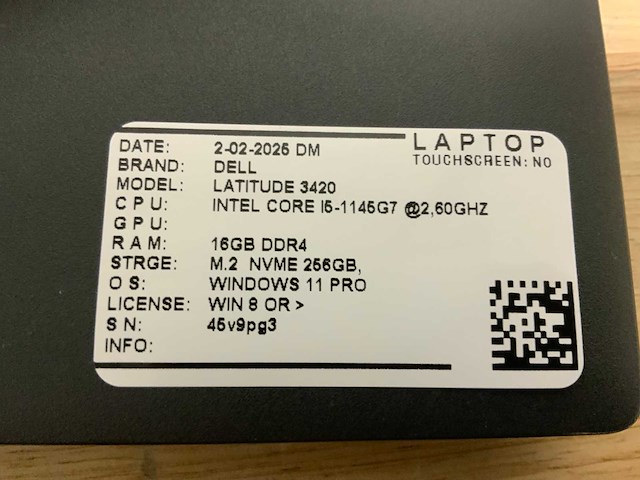 LAPTOP
TOUCHSCREEN: NO
DATE: 2-02-2025 DM
BRAND: DELL
MODEL: LATITUDE 3420
CPU: INTEL CORE I5-1145G7 @2,60GHZ
GPU:
RAM: 16GB DDR4
STRGE: M.2 NVME 256GB,
OS: WINDOWS 11 PRO
LICENSE: WIN 8 OR >
SN: 45v9pg3
INFO: